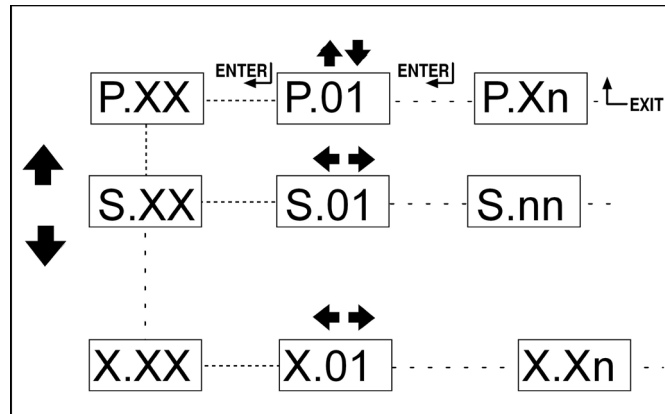 ENTER ENTER
P.XX P.01 P.Xn EXIT
S.XX S.01 S.nn
X.XX X.01 X.Xn